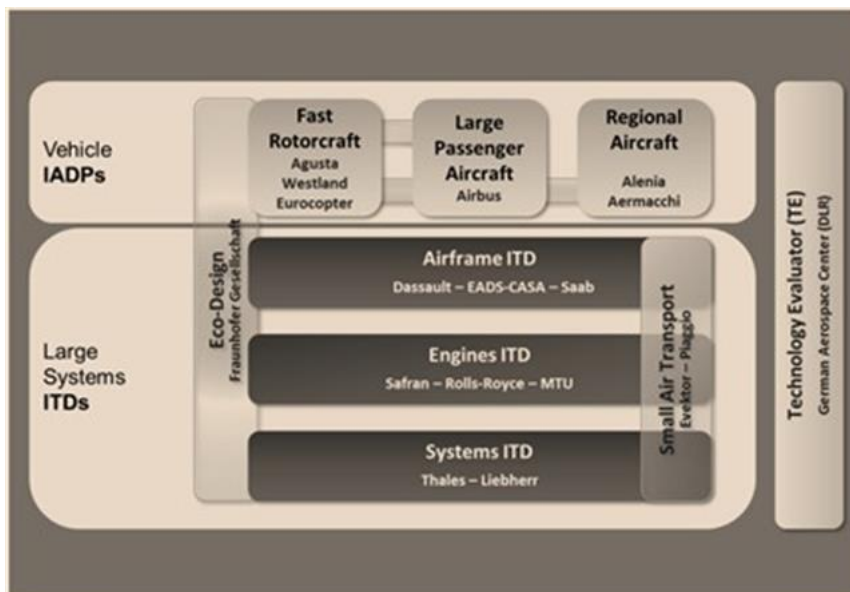 Vehicle
IADPs
Fast
Rotorcraft
Agusta
Westland
Eurocopter
Large
Passenger
Aircraft
Airbus
Regional
Aircraft
Alenia
Aermacchi
Eco-Design
Fraunhofer Gesellschaft
Large
Systems
ITDs
Airframe ITD
Dassault – EADS-CASA – Saab
Engines ITD
Safran – Rolls-Royce – MTU
Systems ITD
Thales – Liebherr
Small Air Transport
Evektor – Piaggio
Technology Evaluator (TE)
German Aerospace Center (DLR)